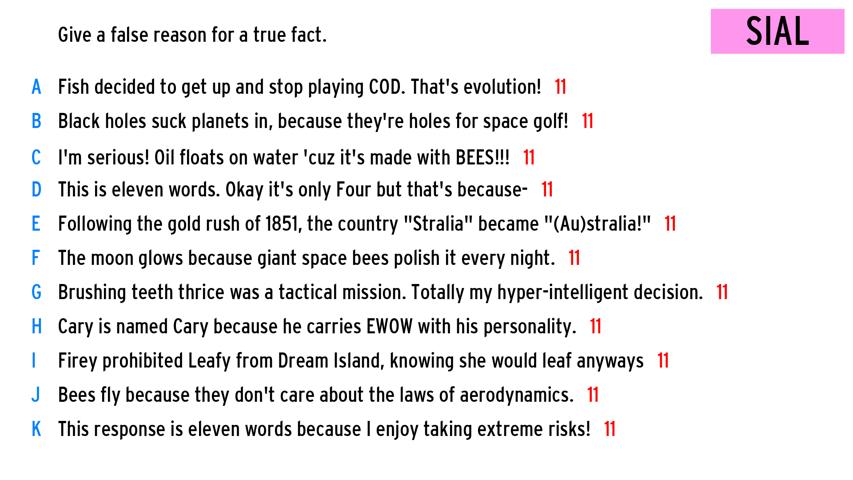 Give a false reason for a true fact.
SIAL
A Fish decided to get up and stop playing COD. That's evolution! 11
B Black holes suck planets in, because they're holes for space golf! 11
C I'm serious! Oil floats on water 'cuz it's made with BEES!!! 11
D This is eleven words. Okay it's only Four but that's because- 11
E Following the gold rush of 1851, the country "Stralia" became "(Au)stralia!" 11
F The moon glows because giant space bees polish it every night. 11
G Brushing teeth thrice was a tactical mission. Totally my hyper-intelligent decision. 11
H Cary is named Cary because he carries EWOW with his personality. 11
I Firey prohibited Leafy from Dream Island, knowing she would leaf anyways 11
J Bees fly because they don't care about the laws of aerodynamics. 11
K This response is eleven words because I enjoy taking extreme risks! 11